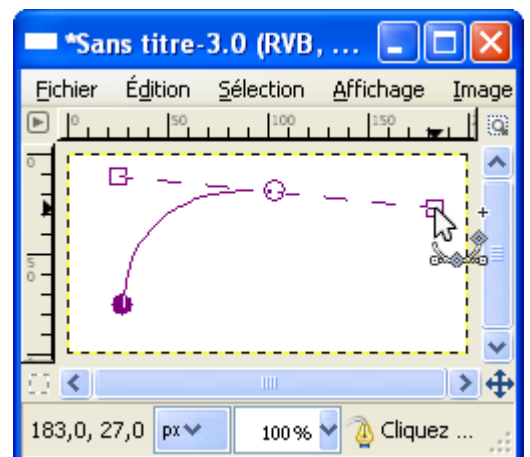 *Sans titre-3.0 (RVB, ...
Fichier Édition Sélection Affichage Image
0 50 100 150
0
50
183,0, 27,0 px 100 % Cliquez ...